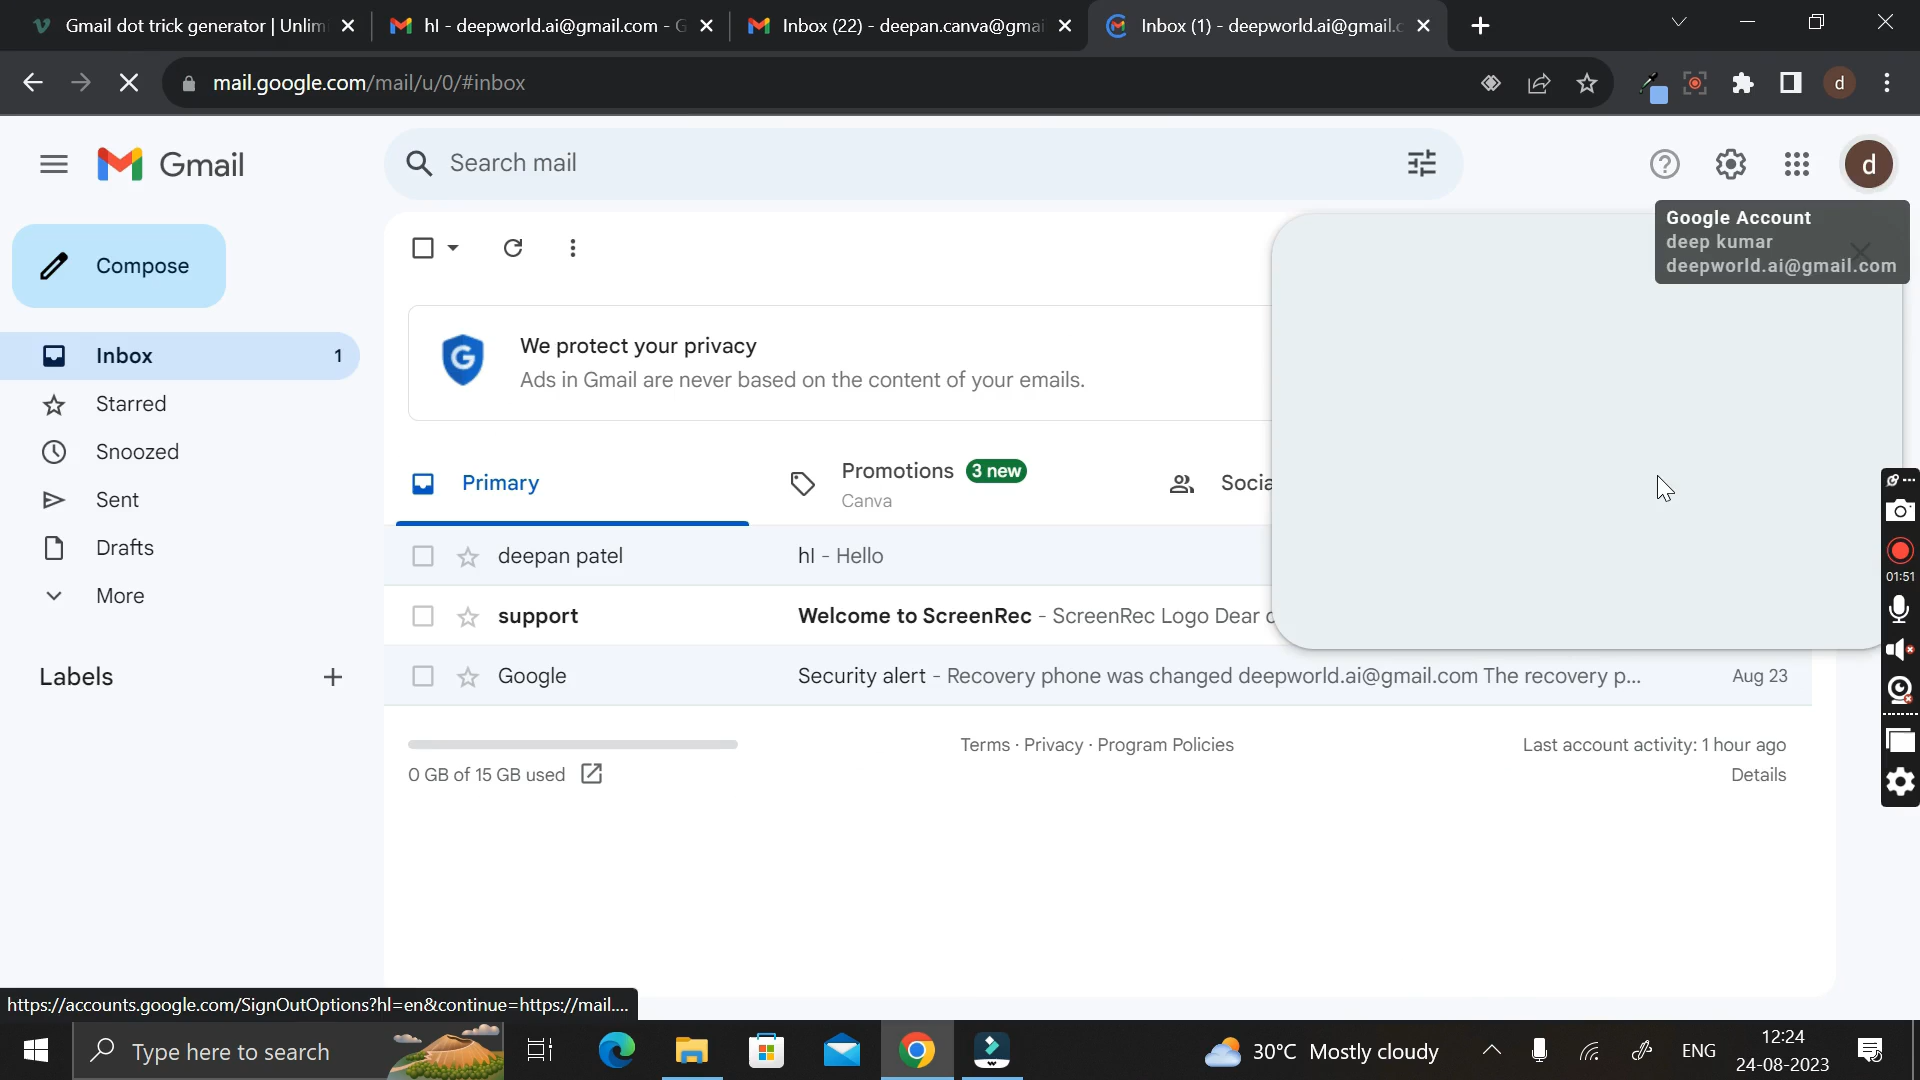 Gmail dot trick generator | Unlim
hI - deepworld.ai@gmail.com - G
Inbox (22) - deepan.canva@gmai
Inbox (1) - deepworld.ai@gmail.c
mail.google.com/mail/u/0/#inbox
d
Gmail
Search mail
d
Google Account
deep kumar
deepworld.ai@gmail.com
Compose
We protect your privacy
Ads in Gmail are never based on the content of your emails.
Inbox 1
Starred
Snoozed
Sent
Drafts
More
Labels
Primary
Promotions 3 new
Canva
Socia
deepan patel hI - Hello
support Welcome to ScreenRec - ScreenRec Logo Dear
Google Security alert - Recovery phone was changed deepworld.ai@gmail.com The recovery p... Aug 23
01:51
0 GB of 15 GB used
Terms · Privacy · Program Policies
Last account activity: 1 hour ago
Details
https://accounts.google.com/SignOutOptions?hl=en&continue=https://mail....
Type here to search
30°C Mostly cloudy
ENG
12:24
24-08-2023